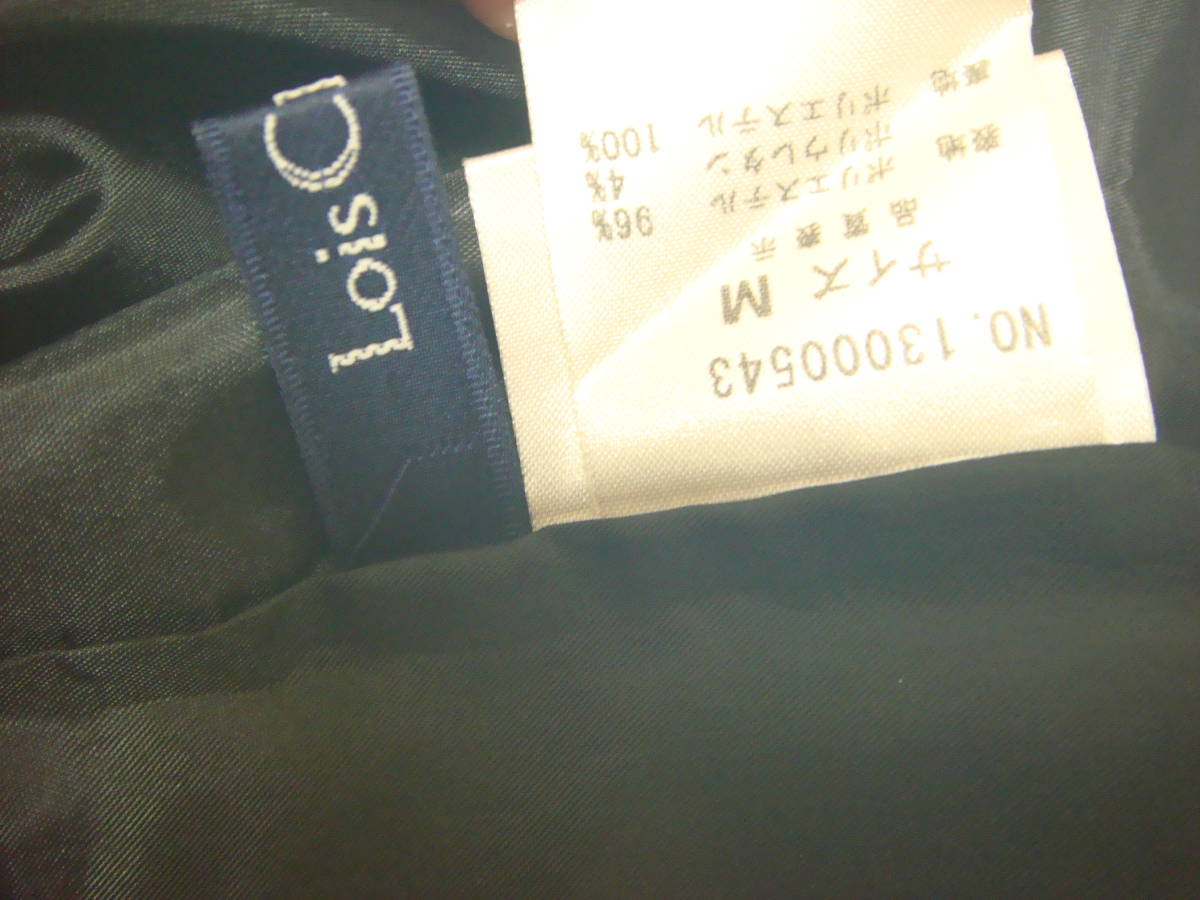 Lois C
NO.13000543
サイズ M
品質表示
表地 ポリエステル 96%
ポリウレタン 4%
裏地 ポリエステル 100%